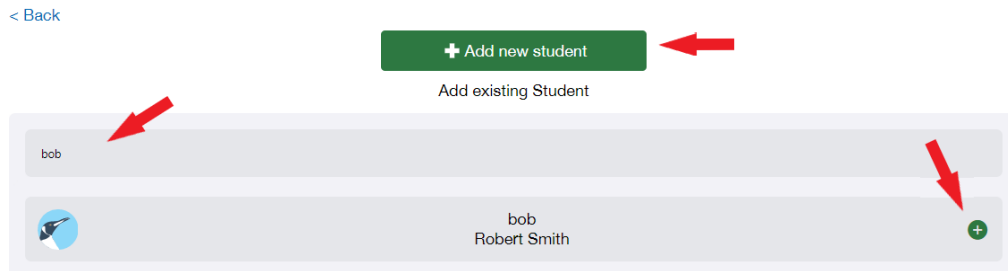 < Back
Add new student
Add existing Student
bob
bob
Robert Smith